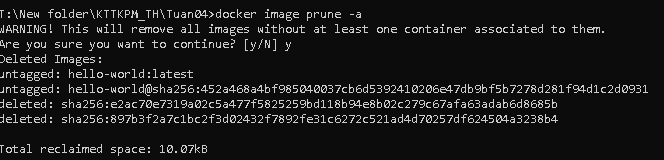 T:\New folder\KTTKPM_TH\Tuan04>docker image prune -a
WARNING! This will remove all images without at least one container associated to them.
Are you sure you want to continue? [y/N] y
Deleted Images:
untagged: hello-world:latest
untagged: hello-world@sha256:452a468a4bf985040037cb6d5392410206e47db9bf5b7278d281f94d1c2d0931
deleted: sha256:e2ac70e7319a02c5a477f5825259bd118b94e8b02c279c67afa63adab6d8685b
deleted: sha256:897b3f2a7c1bc2f3d02432f7892fe31c6272c521ad4d70257df624504a3238b4
Total reclaimed space: 10.07kB